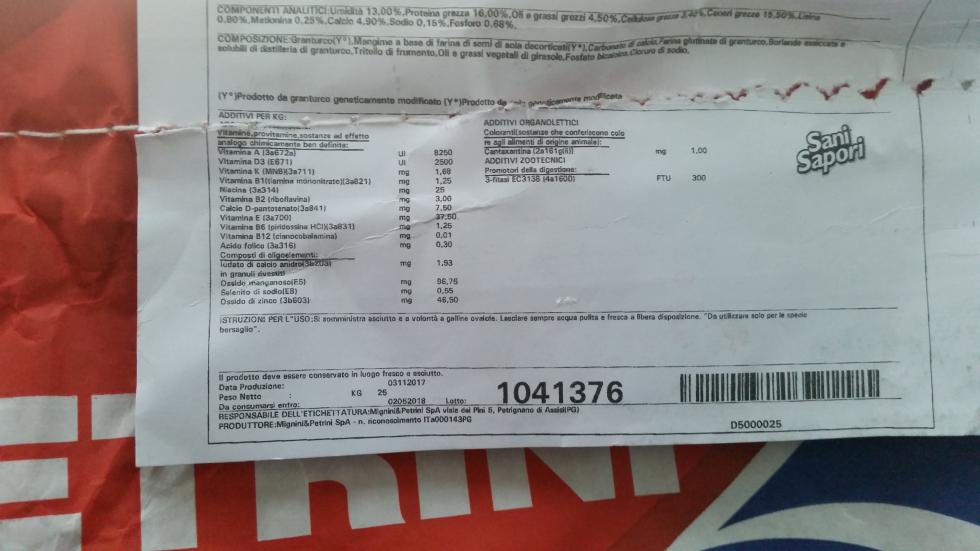 COMPONENTI ANALITICI:Umidità 13,00%,Proteina grezza 16,00%,Oli e grassi grezzi 4,50%,Cellulosa grezza 3,40%,Ceneri grezze 15,50%,Lisina
0,80%,Metionina 0,25%,Calcio 4,90%,Sodio 0,15%,Fosforo 0,68%.
COMPOSIZIONE:Granturco(Y°),Mangime a base di farina di semi di soia decorticati(Y*),Carbonato di calcio,Farina glutinata di granturco,Borlande essiccate e
solubili di distilleria di granturco,Tritello di frumento,Oli e grassi vegetali di girasole,Fosfato bicalcico,Cloruro di sodio.
(Y°)Prodotto da granturco geneticamente modificato (Y*)Prodotto da soia geneticamente modificata
ADDITIVI PER KG:
Vitamine,provitamine,sostanze ad effetto
analogo chimicamente ben definite:
Vitamina A (3a672a) UI 8250
Vitamina D3 (E671) UI 2500
Vitamina K (MNB)(3a711) mg 1,68
Vitamina B1(tiamina mononitrato)(3a821) mg 1,25
Niacina (3a314) mg 25
Vitamina B2 (riboflavina) mg 3,00
Calcio D-pantotenato(3a841) mg 7,50
Vitamina E (3a700) mg 37,50
Vitamina B6 (piridossina HCl)(3a831) mg 1,25
Vitamina B12 (cianocobalamina) mg 0,01
Acido folico (3a316) mg 0,30
Composti di oligoelementi:
Iodato di calcio anidro(3b203) mg 1,93
in granuli rivestiti
Ossido manganoso(E5) mg 96,75
Selenito di sodio(E8) mg 0,55
Ossido di zinco (3b603) mg 46,50
ADDITIVI ORGANOLETTICI
Coloranti(sostanze che conferiscono colo
re agli alimenti di origine animale):
Cantaxantina (2a161g(ii)) mg 1,00
ADDITIVI ZOOTECNICI
Promotori della digestione:
3-fitasi EC3138 (4a1600) FTU 300
Sani
Sapori
ISTRUZIONI PER L"USO:Si somministra asciutto e a volontà a galline ovaiole. Lasciare sempre acqua pulita e fresca a libera disposizione. "Da utilizzare solo per le specie
bersaglio".
Il prodotto deve essere conservato in luogo fresco e asciutto.
Data Produzione: 03112017
Peso Netto : KG 25
Da consumarsi entro: 02052018 Lotto: 1041376
RESPONSABILE DELL'ETICHETTATURA:Mignini&Petrini SpA viale dei Pini 5, Petrignano di Assisi(PG)
PRODUTTORE:Mignini&Petrini SpA - n. riconoscimento ITa000143PG
D5000025
ETRINI